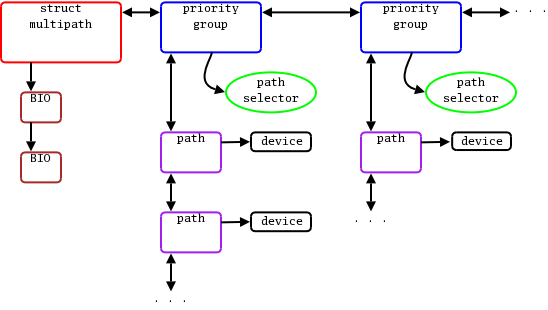 struct
multipath
priority
group
priority
group
. . .
path
selector
path
selector
BIO
path
device
path
device
BIO
path
device
. . .
. . .